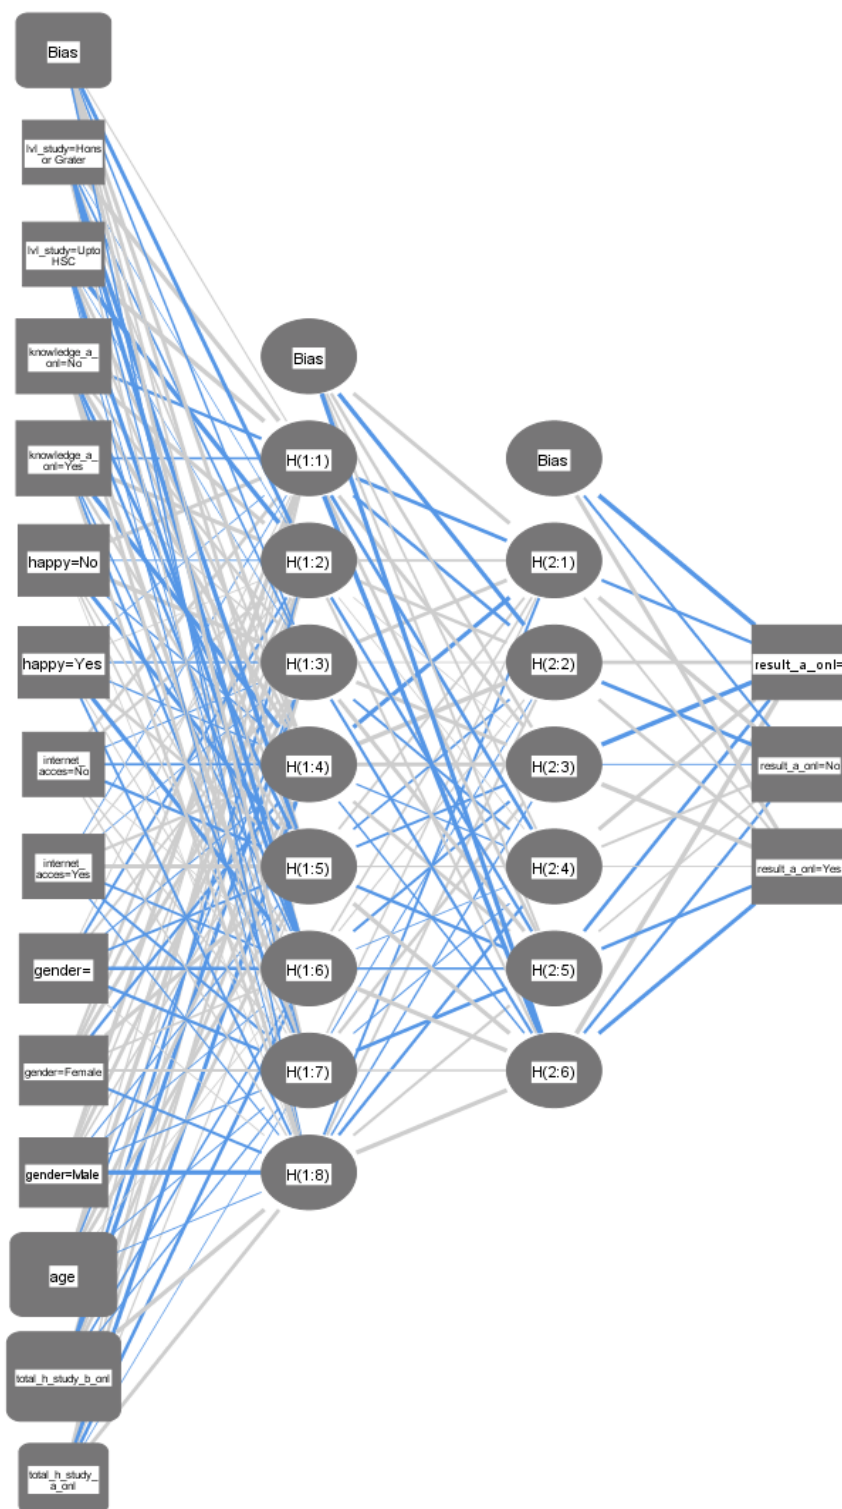 Bias
lvl_study=Hons
or Grater
lvl_study=Upto
HSC
knowledge_a_
onl=No
knowledge_a_
onl=Yes
happy=No
happy=Yes
internet_
acces=No
internet_
acces=Yes
gender=
gender=Female
gender=Male
age
total_h_study_b_onl
total_h_study_
a_onl
Bias
H(1:1)
H(1:2)
H(1:3)
H(1:4)
H(1:5)
H(1:6)
H(1:7)
H(1:8)
Bias
H(2:1)
H(2:2)
H(2:3)
H(2:4)
H(2:5)
H(2:6)
result_a_onl=
result_a_onl=No
result_a_onl=Yes